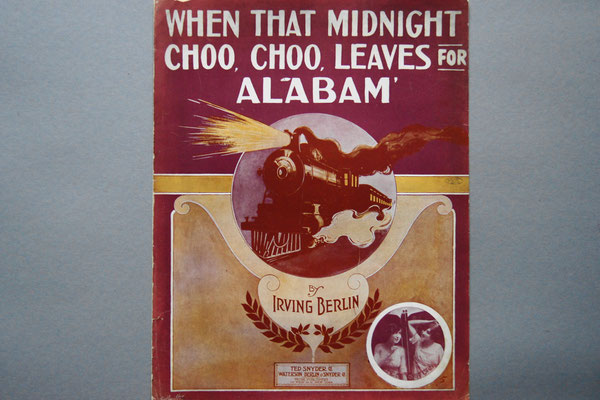 WHEN THAT MIDNIGHT
CHOO, CHOO, LEAVES FOR
ALABAM'
BY
IRVING BERLIN
TED SNYDER CO
WATERSON · BERLIN & SNYDER CO